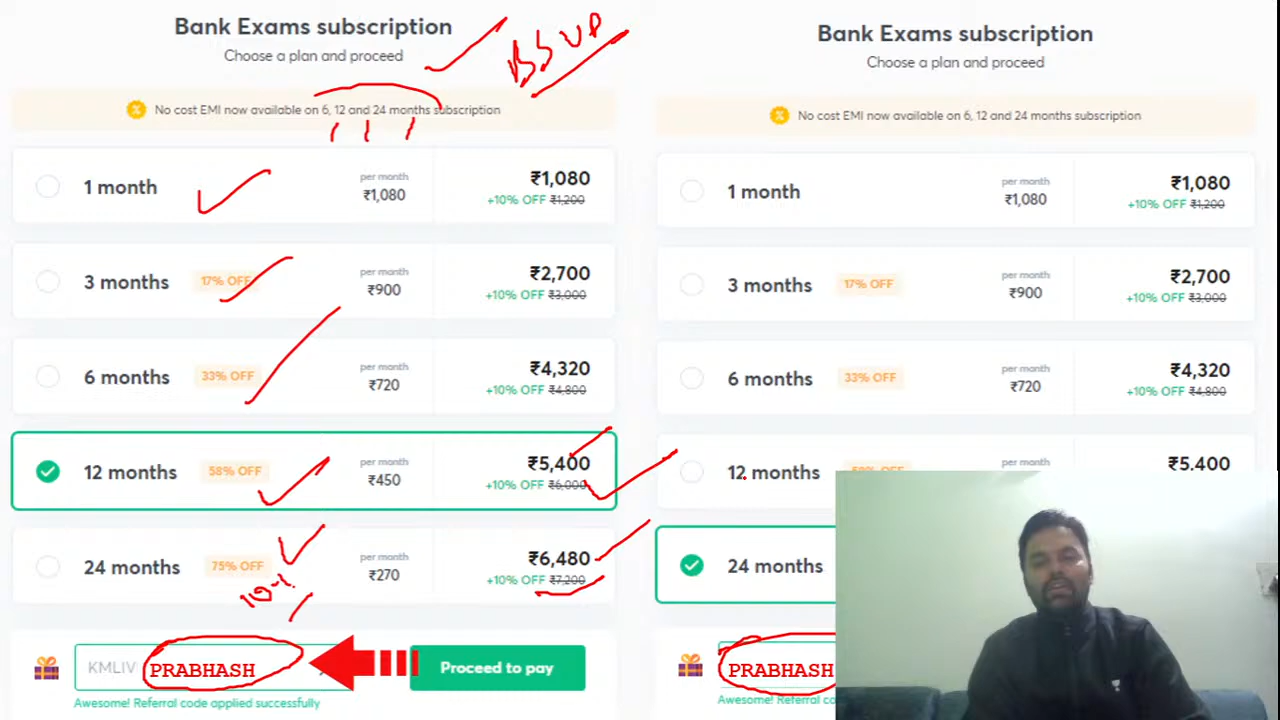 Bank Exams subscription
Choose a plan and proceed
BSUP
No cost EMI now available on 6, 12 and 24 months subscription
1 month
per month
₹1,080
₹1,080
+10% OFF ₹1,200
3 months
17% OFF
per month
₹900
₹2,700
+10% OFF ₹3,000
6 months
33% OFF
per month
₹720
₹4,320
+10% OFF ₹4,800
12 months
58% OFF
per month
₹450
₹5,400
+10% OFF ₹6,000
24 months
75% OFF
per month
₹270
₹6,480
+10% OFF ₹7,200
10%
KMLIV PRABHASH
Proceed to pay
Awesome! Referral code applied successfully
Bank Exams subscription
Choose a plan and proceed
No cost EMI now available on 6, 12 and 24 months subscription
1 month
per month
₹1,080
₹1,080
+10% OFF ₹1,200
3 months
17% OFF
per month
₹900
₹2,700
+10% OFF ₹3,000
6 months
33% OFF
per month
₹720
₹4,320
+10% OFF ₹4,800
12 months
per month
₹5,400
24 months
PRABHASH
Awesome! Referral co